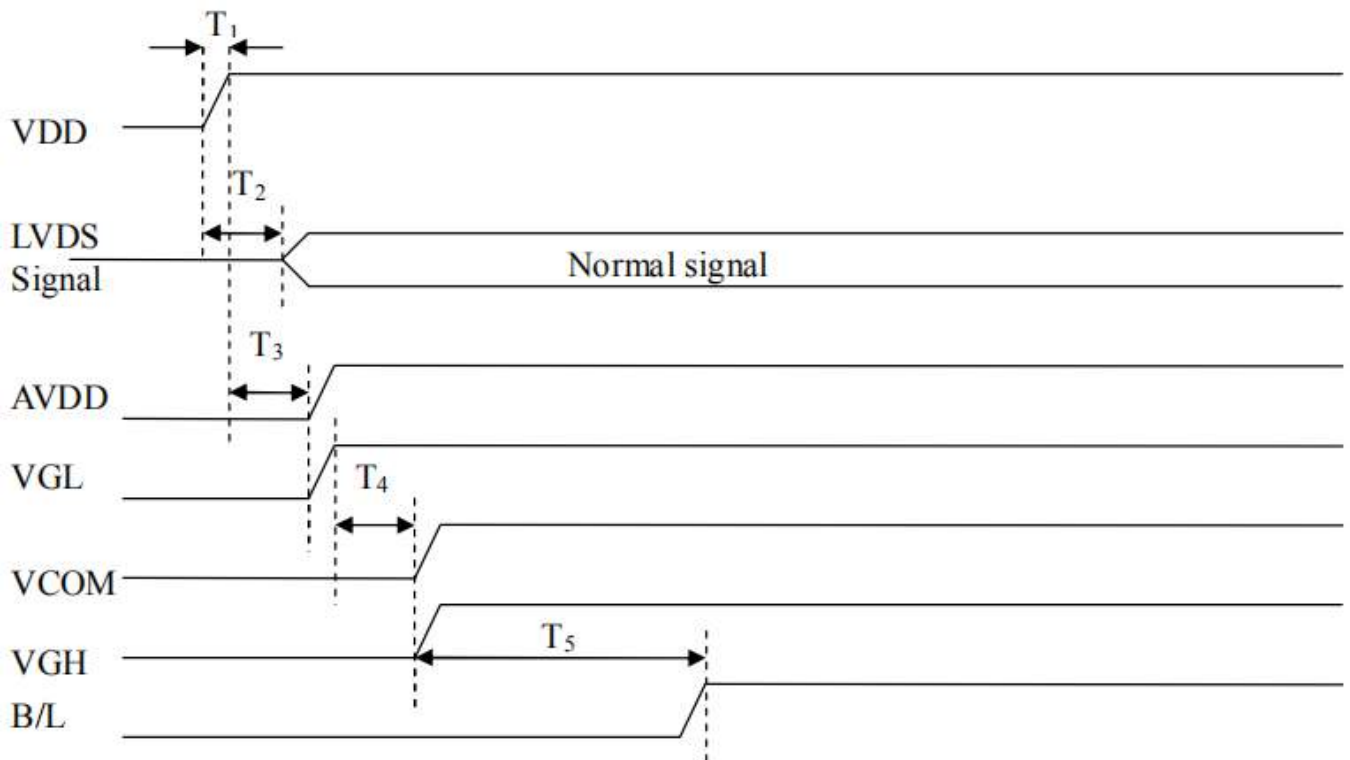 T₁
VDD
T₂
LVDS
Signal
Normal signal
T₃
AVDD
VGL
T₄
VCOM
VGH
T₅
B/L